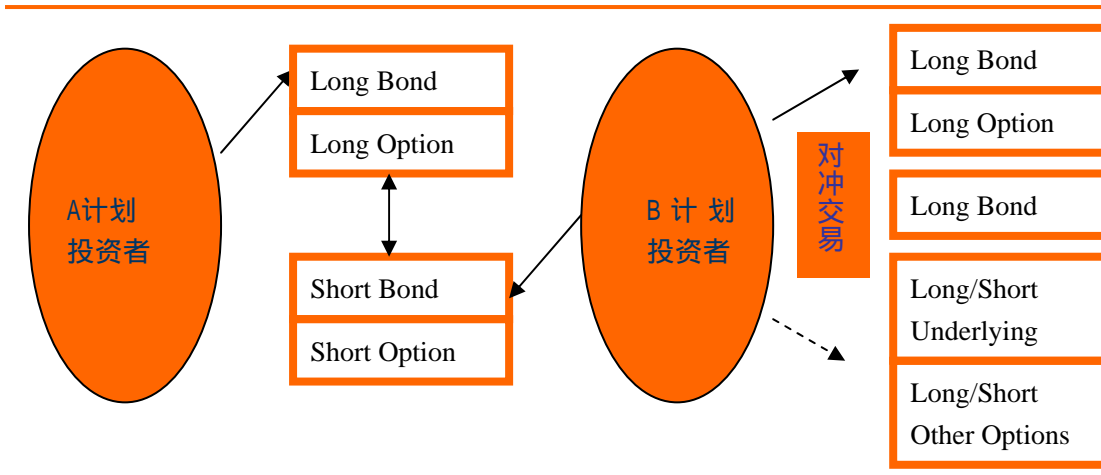 A计划
投资者
Long Bond
Long Option
Short Bond
Short Option
B 计 划
投资者
对冲交易
Long Bond
Long Option
Long Bond
Long/Short
Underlying
Long/Short
Other Options